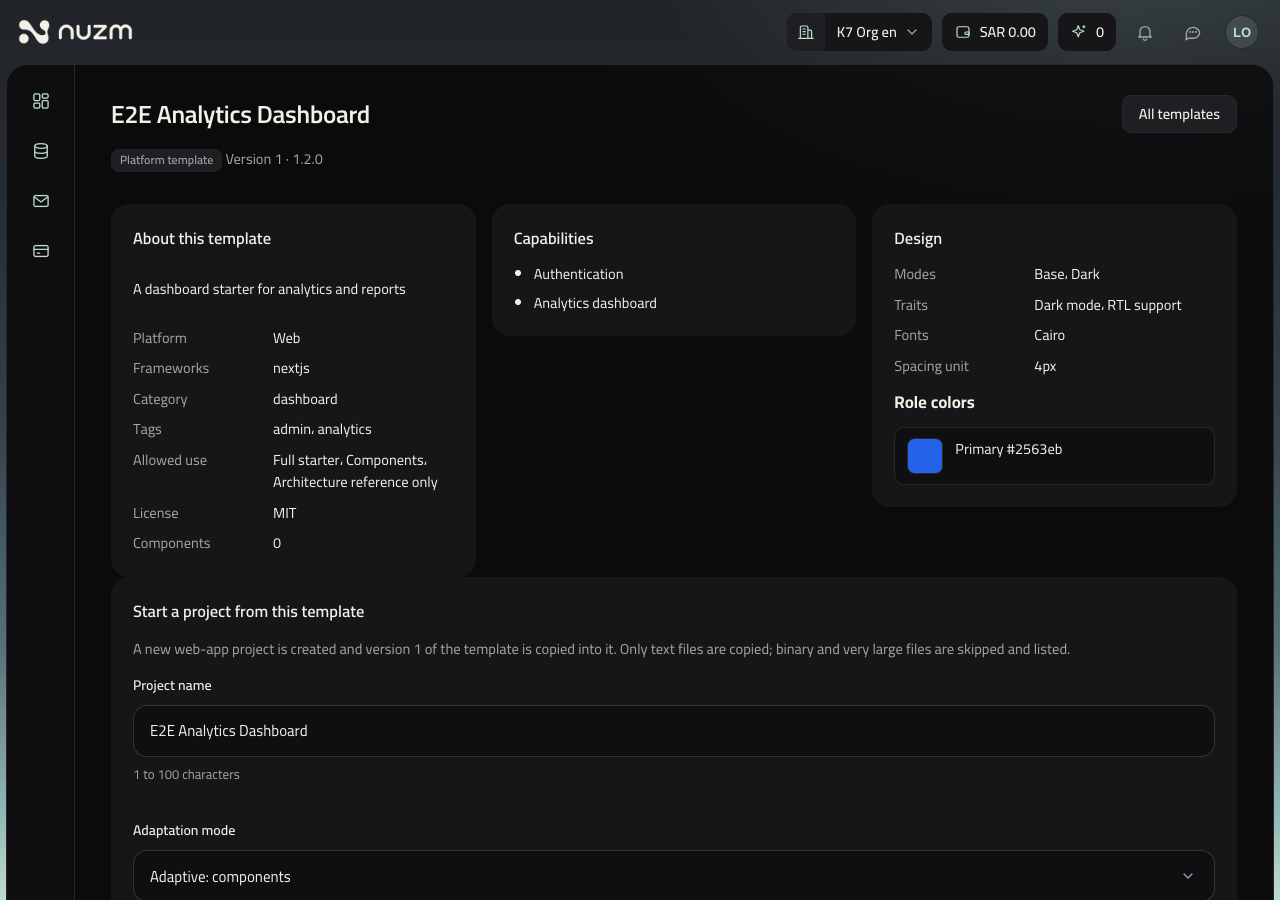 nuzm
K7 Org en
SAR 0.00
0
LO
E2E Analytics Dashboard
All templates
Platform template Version 1 · 1.2.0
About this template
A dashboard starter for analytics and reports
Platform Web
Frameworks nextjs
Category dashboard
Tags admin، analytics
Allowed use Full starter، Components،
Architecture reference only
License MIT
Components 0
Capabilities
• Authentication
• Analytics dashboard
Design
Modes Base، Dark
Traits Dark mode، RTL support
Fonts Cairo
Spacing unit 4px
Role colors
Primary #2563eb
Start a project from this template
A new web-app project is created and version 1 of the template is copied into it. Only text files are copied; binary and very large files are skipped and listed.
Project name
E2E Analytics Dashboard
1 to 100 characters
Adaptation mode
Adaptive: components